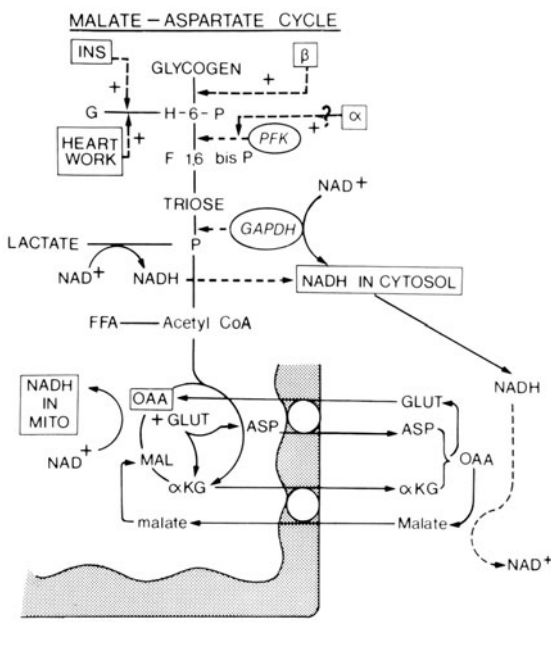 MALATE-ASPARTATE CYCLE
INS
β
GLYCOGEN
+
+
G H-6-P
+
+?
α
HEART
WORK
PFK
F 1,6 bis P
NAD+
TRIOSE
GAPDH
LACTATE P
NAD+ NADH
NADH IN CYTOSOL
FFA Acetyl CoA
NADH
IN
MITO
NADH
OAA
GLUT
+ GLUT
ASP
ASP
OAA
NAD+
MAL
αKG
αKG
malate
Malate
NAD+